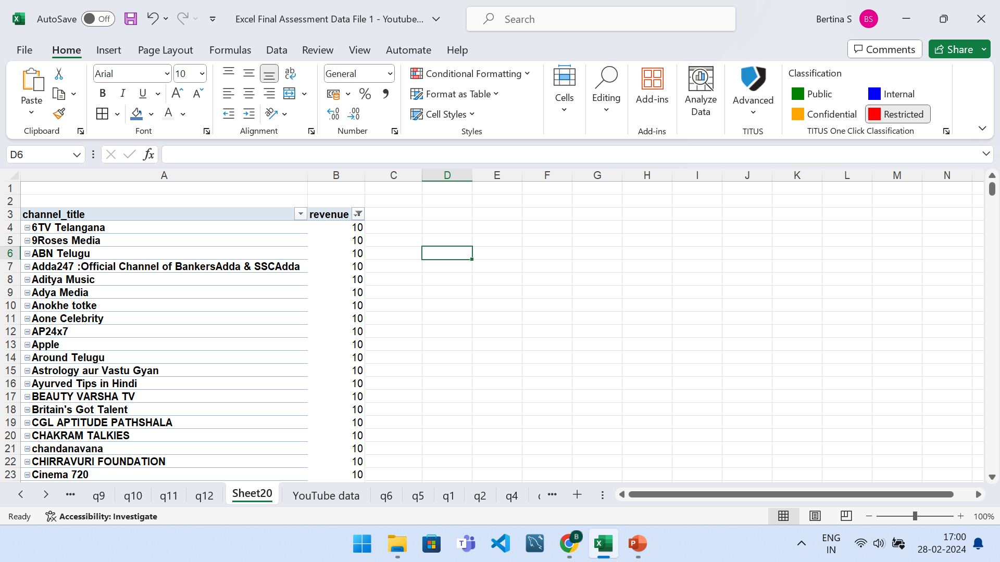 AutoSave Off Excel Final Assessment Data File 1 - Youtube... Search Bertina S BS
File Home Insert Page Layout Formulas Data Review View Automate Help Comments Share
Paste
Clipboard
Arial 10
B I U
A A
A
Font
ab
Alignment
General
% 9
Number
Conditional Formatting
Format as Table
Cell Styles
Styles
Cells
Editing
Add-ins
Add-ins
Analyze
Data
Advanced
TITUS
Classification
Public Internal
Confidential Restricted
TITUS One Click Classification
D6 fx
A B C D E F G H I J K L M N
1
2
3 channel_title revenue
4 6TV Telangana 10
5 9Roses Media 10
6 ABN Telugu 10
7 Adda247 :Official Channel of BankersAdda & SSCAdda 10
8 Aditya Music 10
9 Adya Media 10
10 Anokhe totke 10
11 Aone Celebrity 10
12 AP24x7 10
13 Apple 10
14 Around Telugu 10
15 Astrology aur Vastu Gyan 10
16 Ayurved Tips in Hindi 10
17 BEAUTY VARSHA TV 10
18 Britain's Got Talent 10
19 CGL APTITUDE PATHSHALA 10
20 CHAKRAM TALKIES 10
21 chandanavana 10
22 CHIRRAVURI FOUNDATION 10
23 Cinema 720 10
... q9 q10 q11 q12 Sheet20 YouTube data q6 q5 q1 q2 q4 ...
Ready Accessibility: Investigate 100%
ENG
IN
17:00
28-02-2024